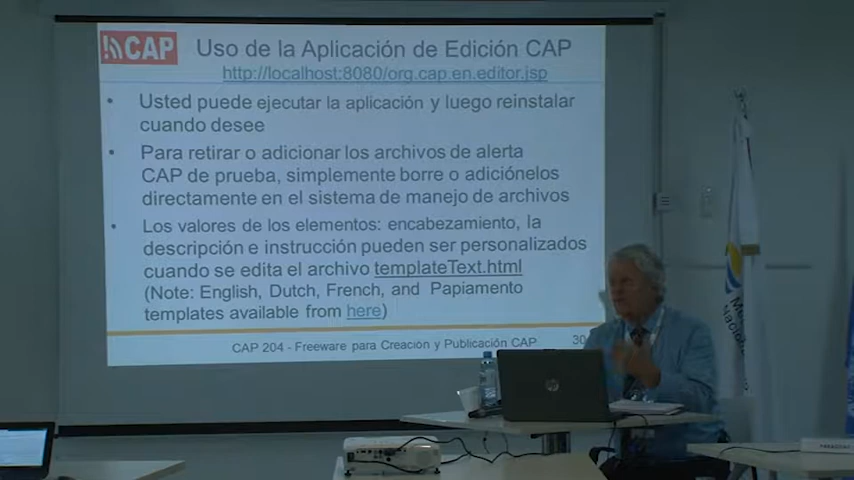 CAP
Uso de la Aplicación de Edición CAP
http://localhost:8080/org.cap.en.editor.jsp
• Usted puede ejecutar la aplicación y luego reinstalar
cuando desee
• Para retirar o adicionar los archivos de alerta
CAP de prueba, simplemente borre o adiciónelos
directamente en el sistema de manejo de archivos
• Los valores de los elementos: encabezamiento, la
descripción e instrucción pueden ser personalizados
cuando se edita el archivo templateText.html
(Note: English, Dutch, French, and Papiamento
templates available from here)
CAP 204 - Freeware para Creación y Publicación CAP
30